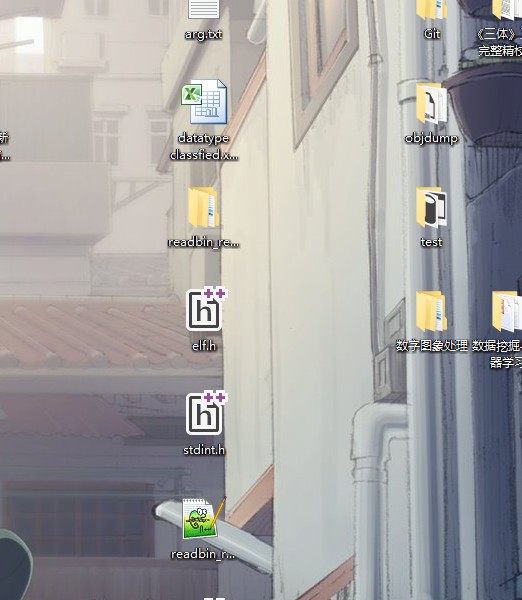 arg.txt
datatype
classfied.x...
readbin_re...
elf.h
stdint.h
readbin_r...
Git
objdump
test
数字图象处理
《三体》
完整精校
数据挖掘
器学习
新
...